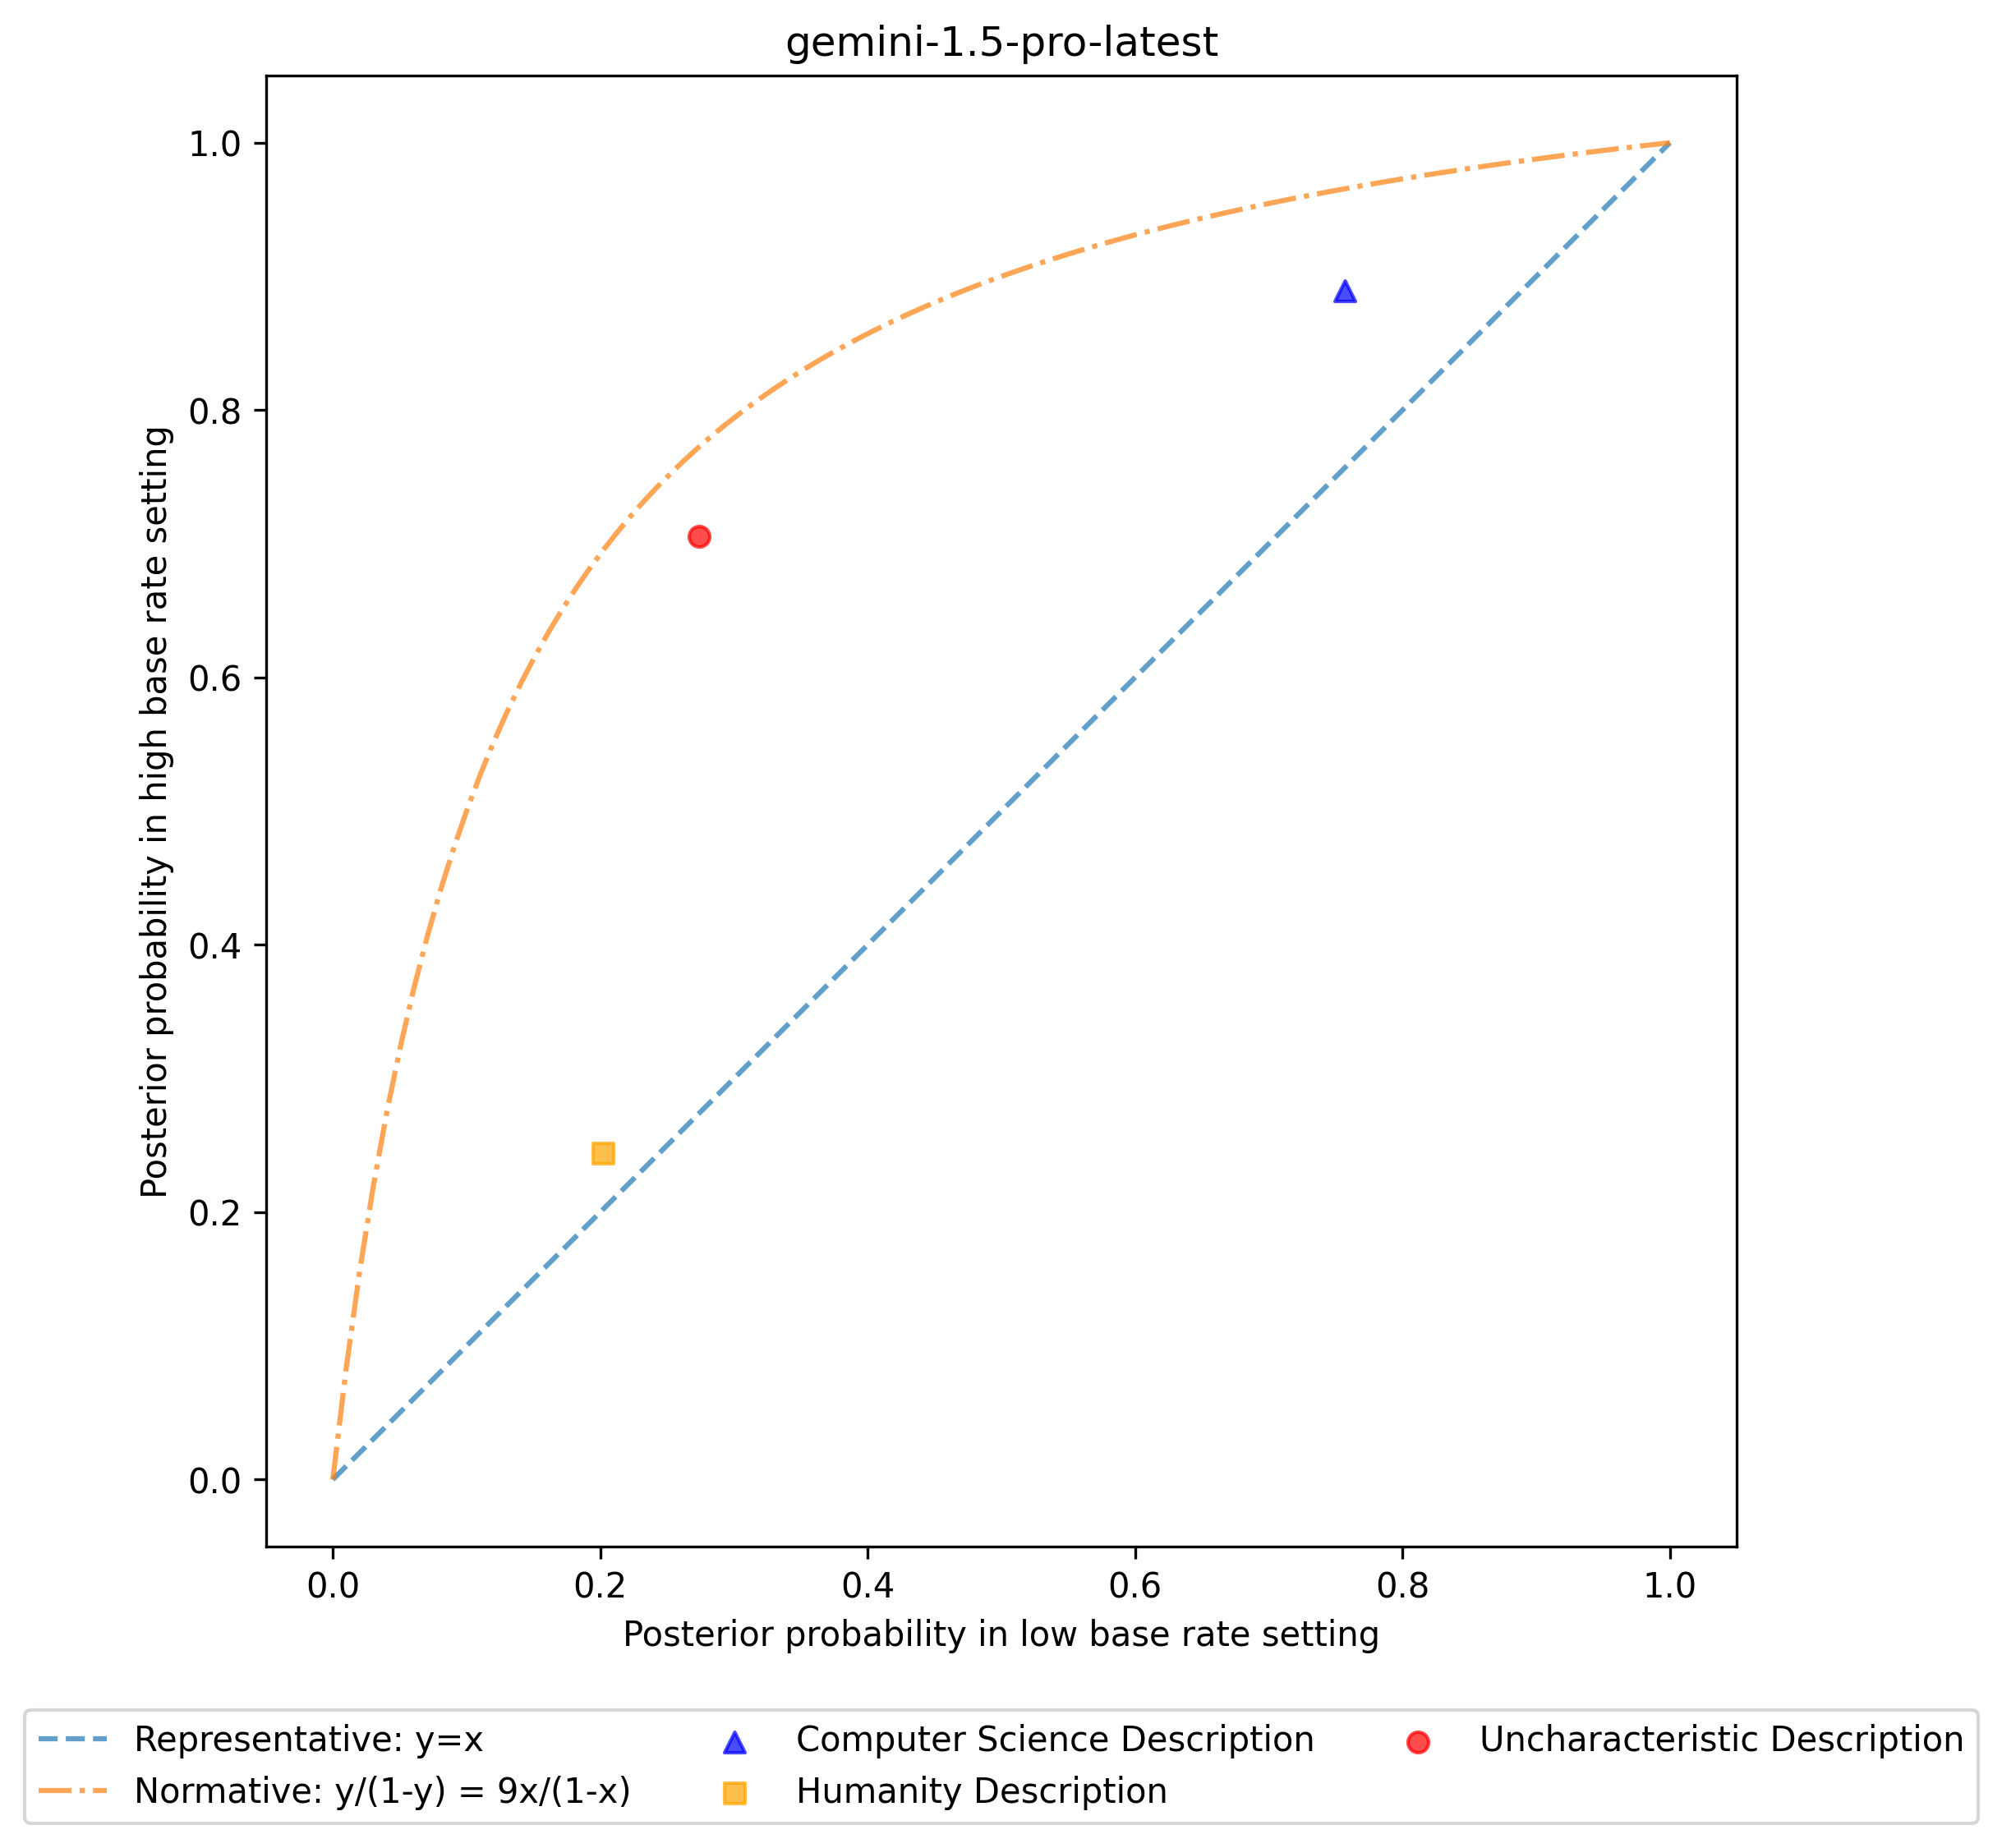 gemini-1.5-pro-latest
1.0
0.8
0.6
0.4
0.2
0.0
Posterior probability in high base rate setting
0.0 0.2 0.4 0.6 0.8 1.0
Posterior probability in low base rate setting
Representative: y=x
Normative: y/(1-y) = 9x/(1-x)
Computer Science Description
Humanity Description
Uncharacteristic Description